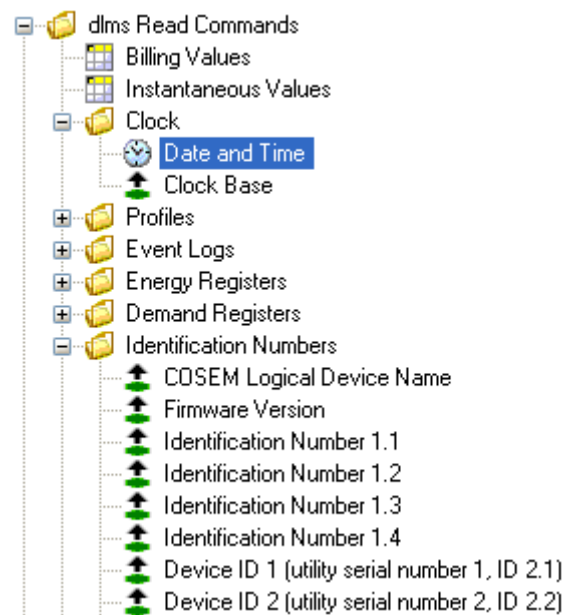 dlms Read Commands
Billing Values
Instantaneous Values
Clock
Date and Time
Clock Base
Profiles
Event Logs
Energy Registers
Demand Registers
Identification Numbers
COSEM Logical Device Name
Firmware Version
Identification Number 1.1
Identification Number 1.2
Identification Number 1.3
Identification Number 1.4
Device ID 1 (utility serial number 1, ID 2.1)
Device ID 2 (utility serial number 2, ID 2.2)